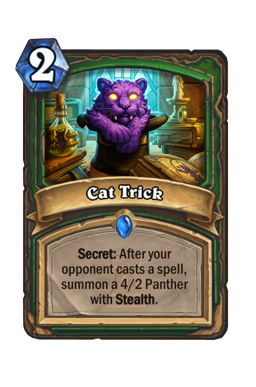 2
Cat Trick
Secret: After your
opponent casts a spell,
summon a 4/2 Panther
with Stealth.